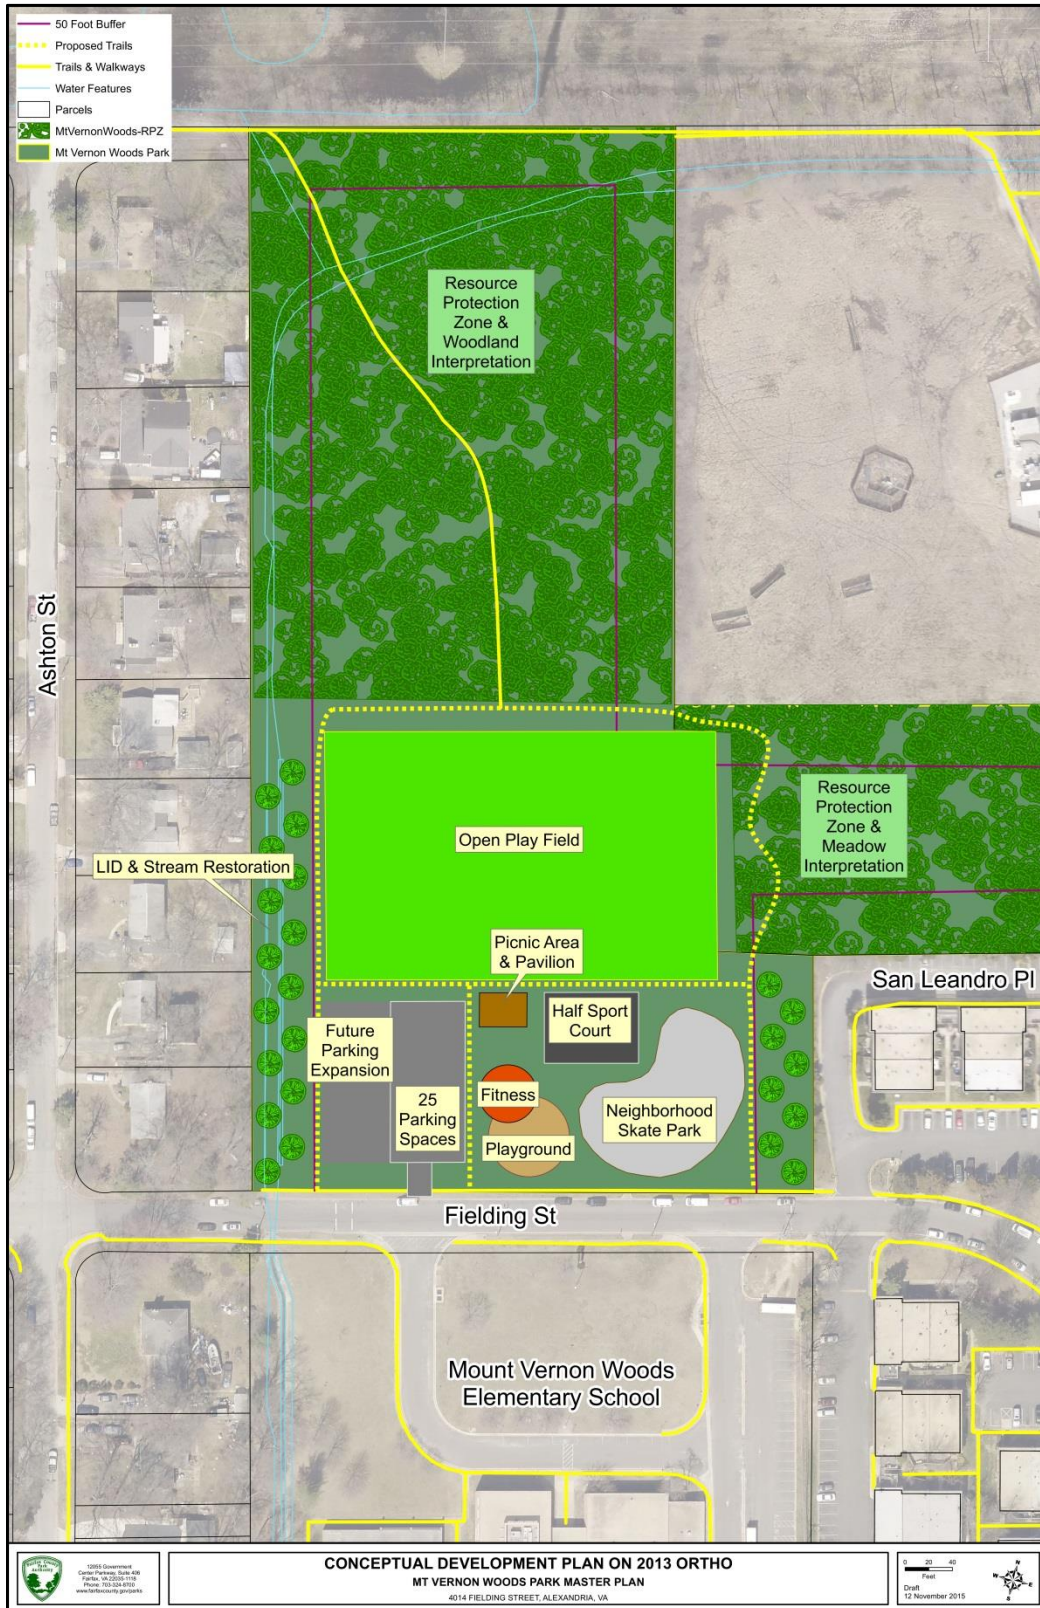 50 Foot Buffer
Proposed Trails
Trails & Walkways
Water Features
Parcels
MtVernonWoods-RPZ
Mt Vernon Woods Park
Resource
Protection
Zone &
Woodland
Interpretation
Ashton St
Open Play Field
Resource
Protection
Zone &
Meadow
Interpretation
LID & Stream Restoration
Picnic Area
& Pavilion
San Leandro Pl
Half Sport
Court
Future
Parking
Expansion
25
Parking
Spaces
Fitness
Playground
Neighborhood
Skate Park
Fielding St
Mount Vernon Woods
Elementary School
Fairfax County
Park
Authority
12055 Government
Center Parkway, Suite 406
Fairfax, VA 22035-1118
Phone: 703-324-8700
www.fairfaxcounty.gov/parks
CONCEPTUAL DEVELOPMENT PLAN ON 2013 ORTHO
MT VERNON WOODS PARK MASTER PLAN
4014 FIELDING STREET, ALEXANDRIA, VA
0 20 40
Feet
Draft
12 November 2015
N
W E
S